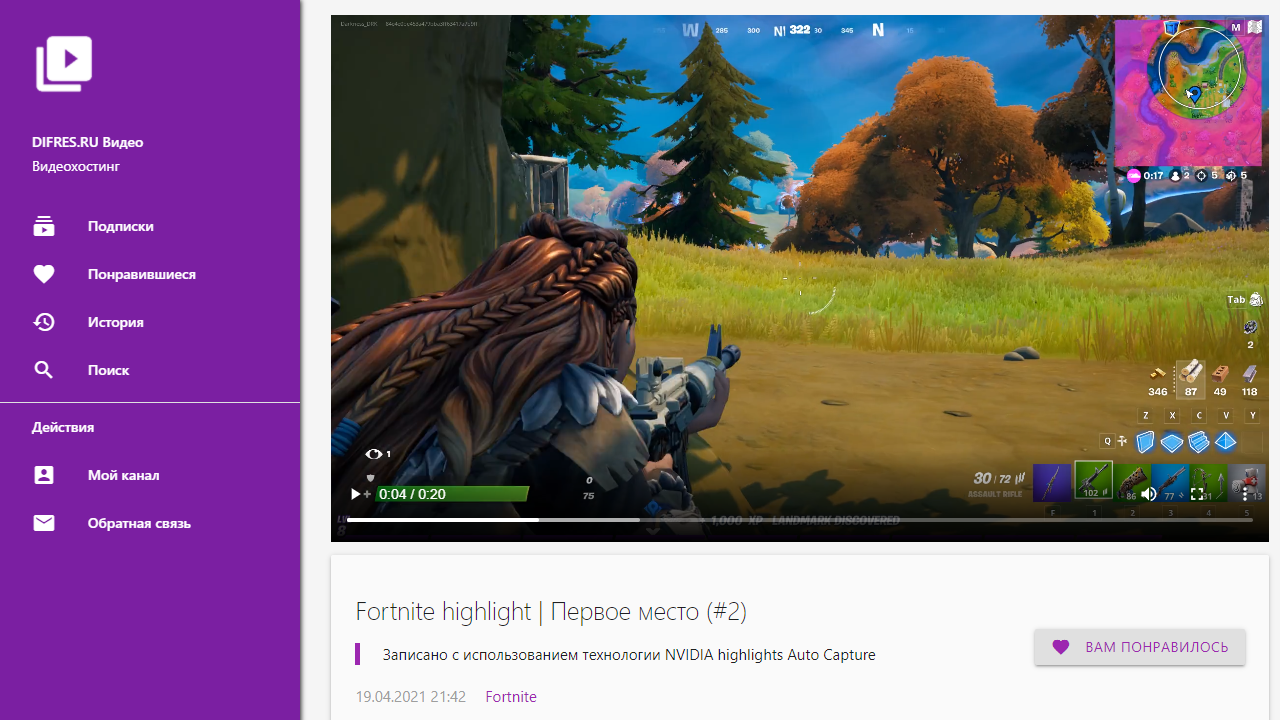 DIFRES.RU Видео
Видеохостинг
Подписки
Понравившиеся
История
Поиск
Действия
Мой канал
Обратная связь
W 285 300 322 30 345 N 15
M
0:17 2 5 5
Tab
2
346 87 49 118
Z X C V Y
Q
1
0:04 / 0:20
0
75
30 / 72
ASSAULT RIFLE
102 86 77 31 13
F 1 2 3 4 5
8
1,000 XP LANDMARK DISCOVERED
Fortnite highlight | Первое место (#2)
Записано с использованием технологии NVIDIA highlights Auto Capture
ВАМ ПОНРАВИЛОСЬ
19.04.2021 21:42 Fortnite